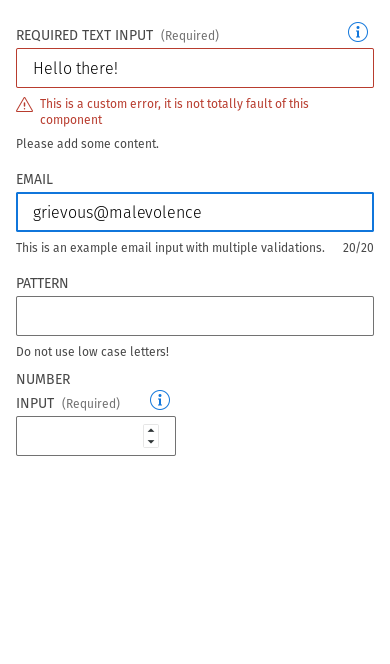 REQUIRED TEXT INPUT (Required)
Hello there!
This is a custom error, it is not totally fault of this
component
Please add some content.
EMAIL
grievous@malevolence
This is an example email input with multiple validations. 20/20
PATTERN
Do not use low case letters!
NUMBER
INPUT (Required)